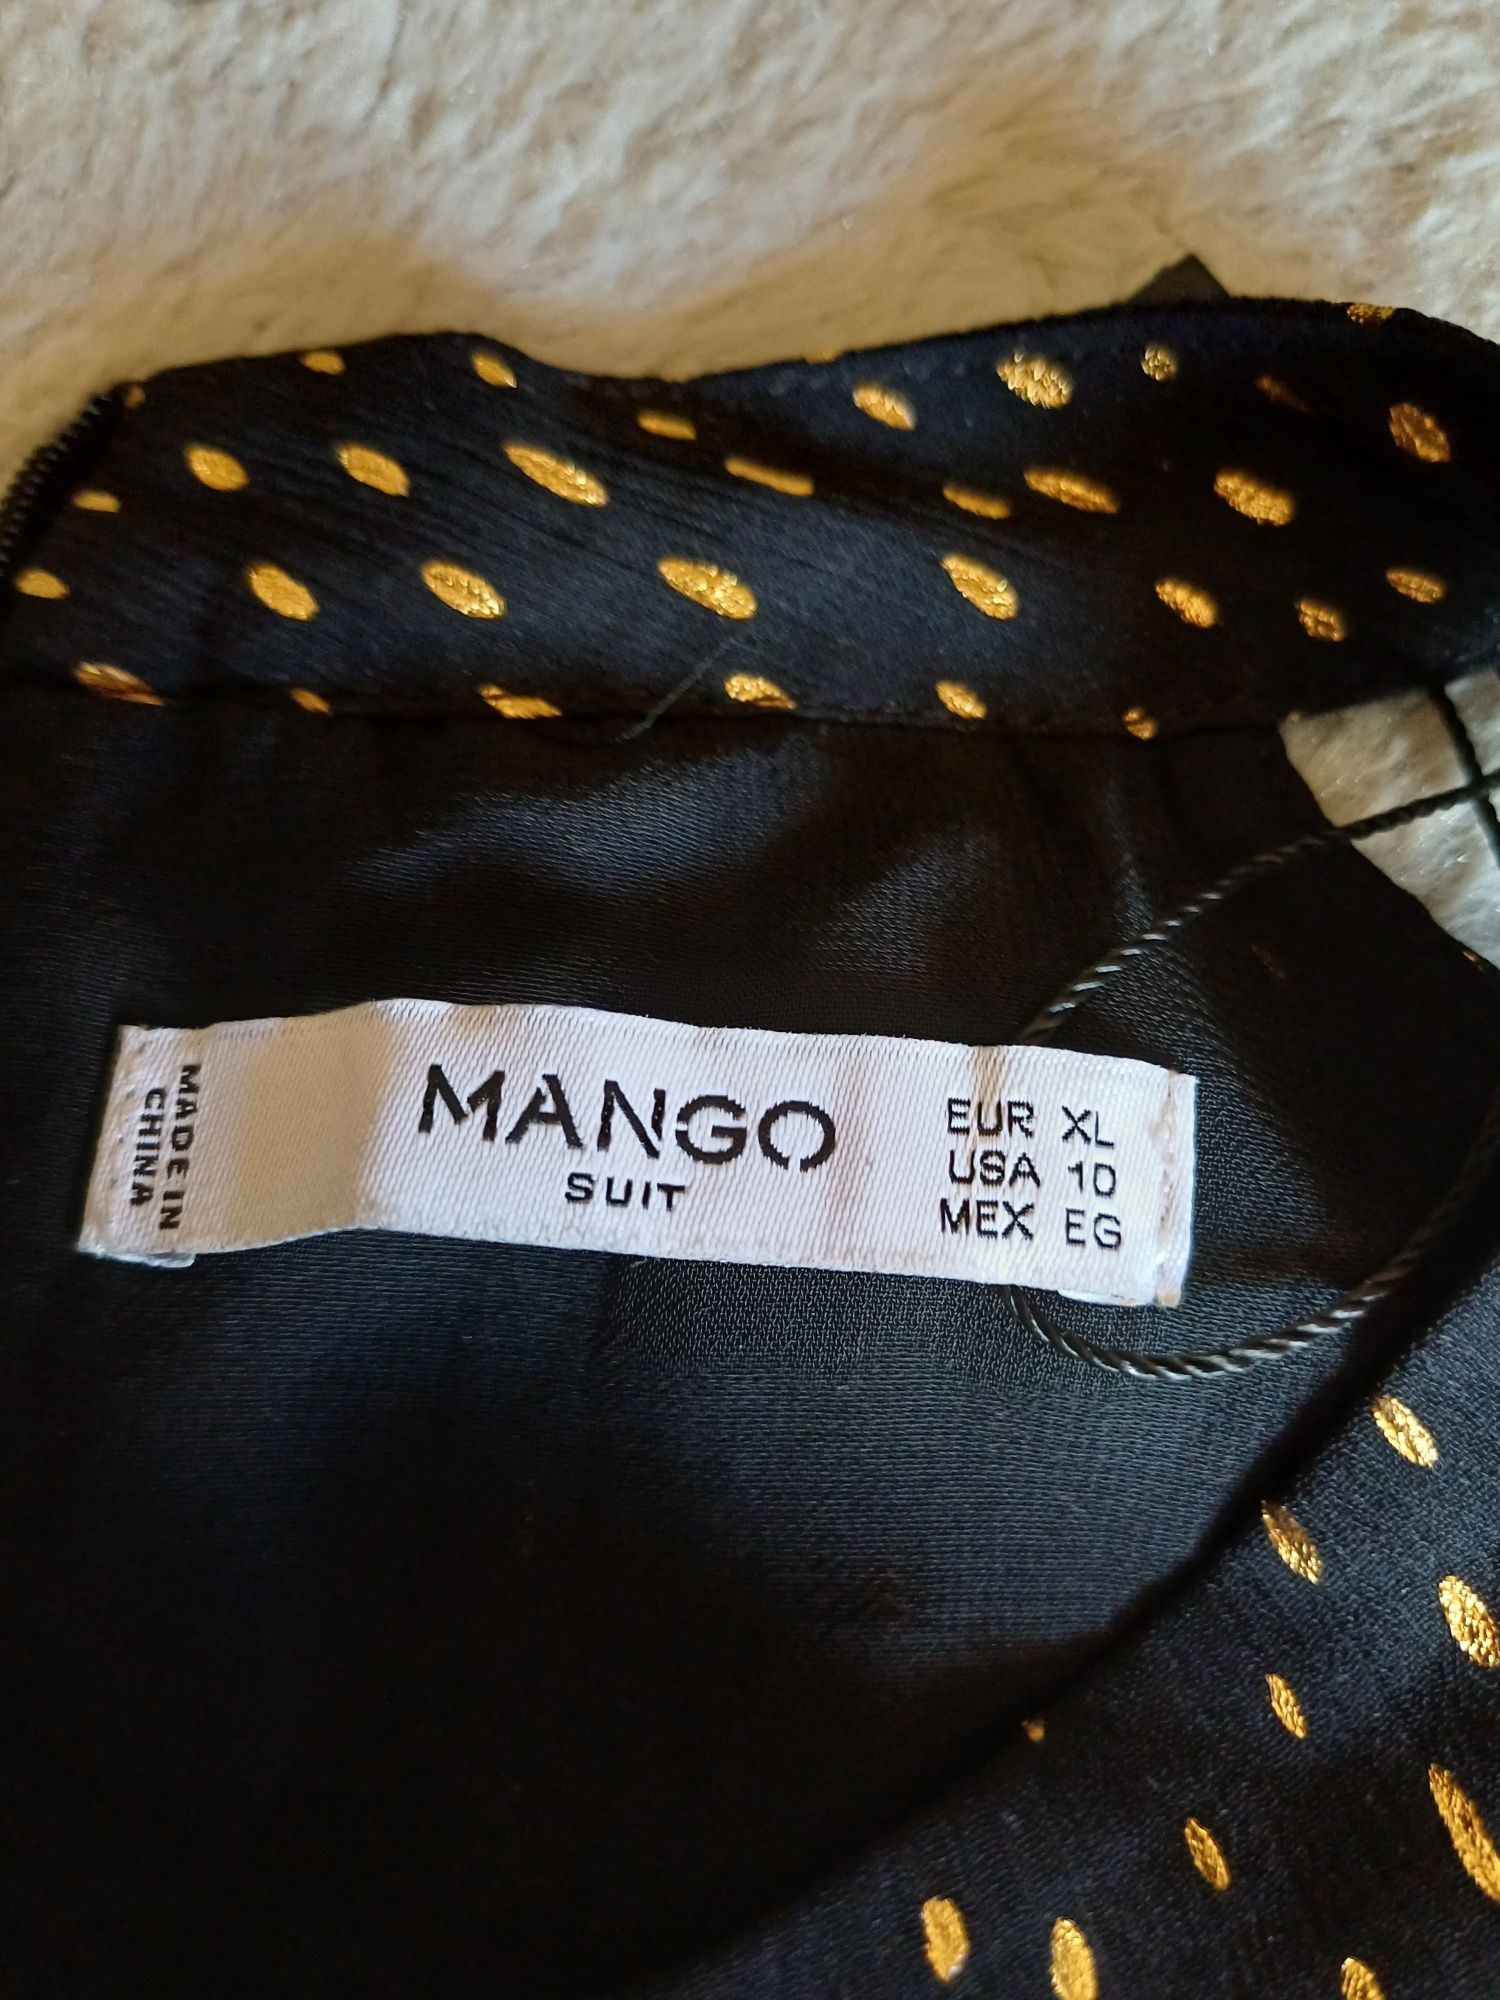 MADE IN
CHINA
MANGO
SUIT
EUR XL
USA 10
MEX EG